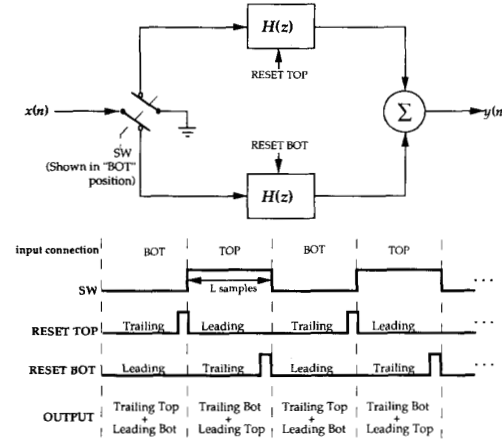 H(z)
RESET TOP
x(n)
Σ
y(n
SW
(Shown in "BOT"
position)
RESET BOT
H(z)
input connection BOT TOP BOT TOP
SW L samples ...
RESET TOP Trailing Leading Trailing Leading ...
RESET BOT Leading Trailing Leading Trailing ...
OUTPUT
Trailing Top
+
Leading Bot
Trailing Bot
+
Leading Top
Trailing Top
+
Leading Bot
Trailing Bot
+
Leading Top